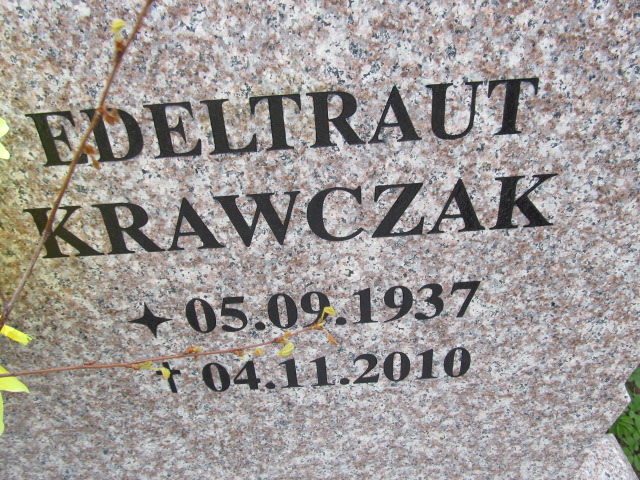 EDELTRAUT
KRAWCZAK
✦ 05.09.1937
† 04.11.2010